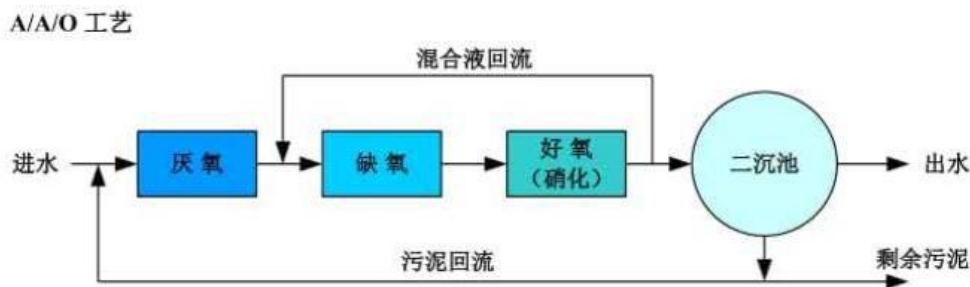 A/A/O 工艺
混合液回流
进水
厌 氧
缺 氧
好 氧
（硝化）
二沉池
出水
污泥回流
剩余污泥